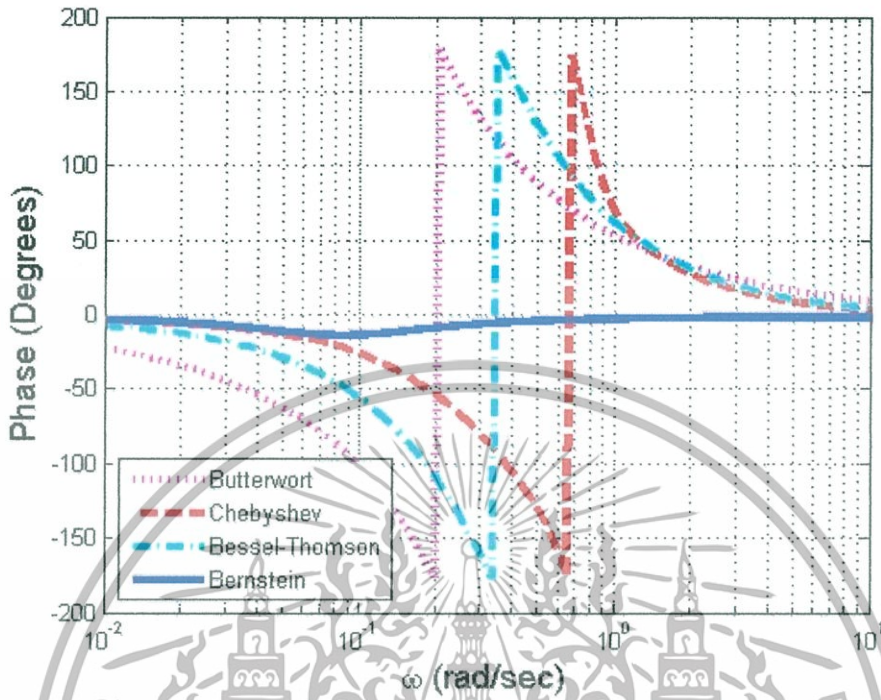 200
150
100
50
0
-50
-100
-150
-200
Phase (Degrees)
Butterwort
Chebyshev
Bessel-Thomson
Bernstein
10-2
10-1
100
101
ω (rad/sec)